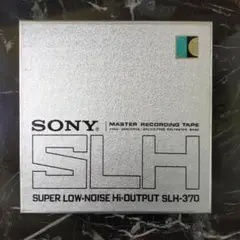 SONY® MASTER RECORDING TAPE
SLH
SUPER LOW-NOISE Hi-OUTPUT SLH-370